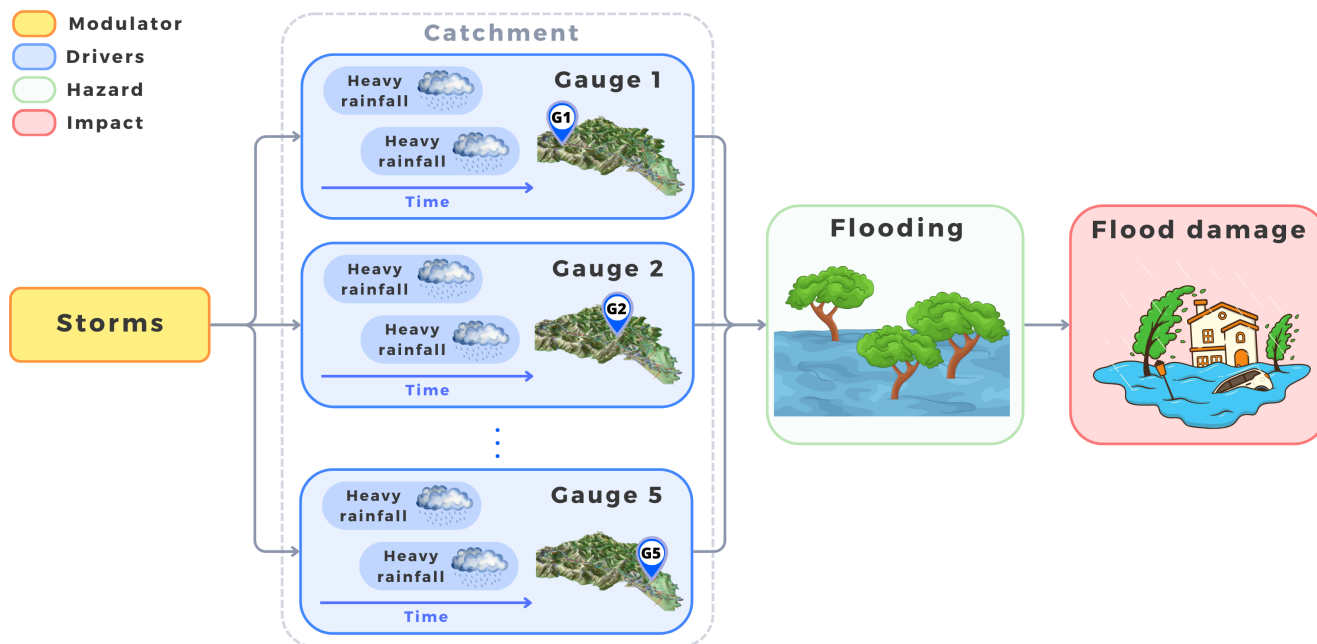 Modulator
Drivers
Hazard
Impact
Catchment
Gauge 1
Heavy
rainfall
G1
Heavy
rainfall
Time
Storms
Gauge 2
Heavy
rainfall
G2
Heavy
rainfall
Time
Gauge 5
Heavy
rainfall
G5
Heavy
rainfall
Time
Flooding
Flood damage